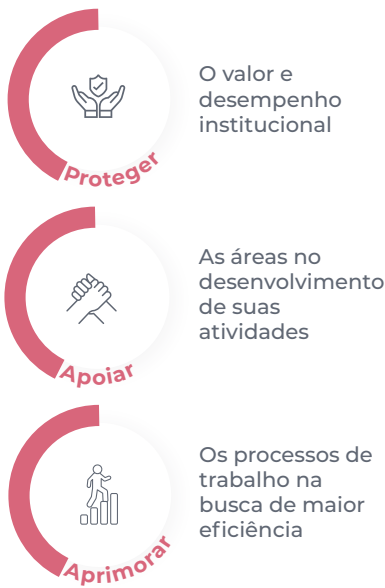 Proteger
O valor e
desempenho
institucional
Apoiar
As áreas no
desenvolvimento
de suas
atividades
Aprimorar
Os processos de
trabalho na
busca de maior
eficiência